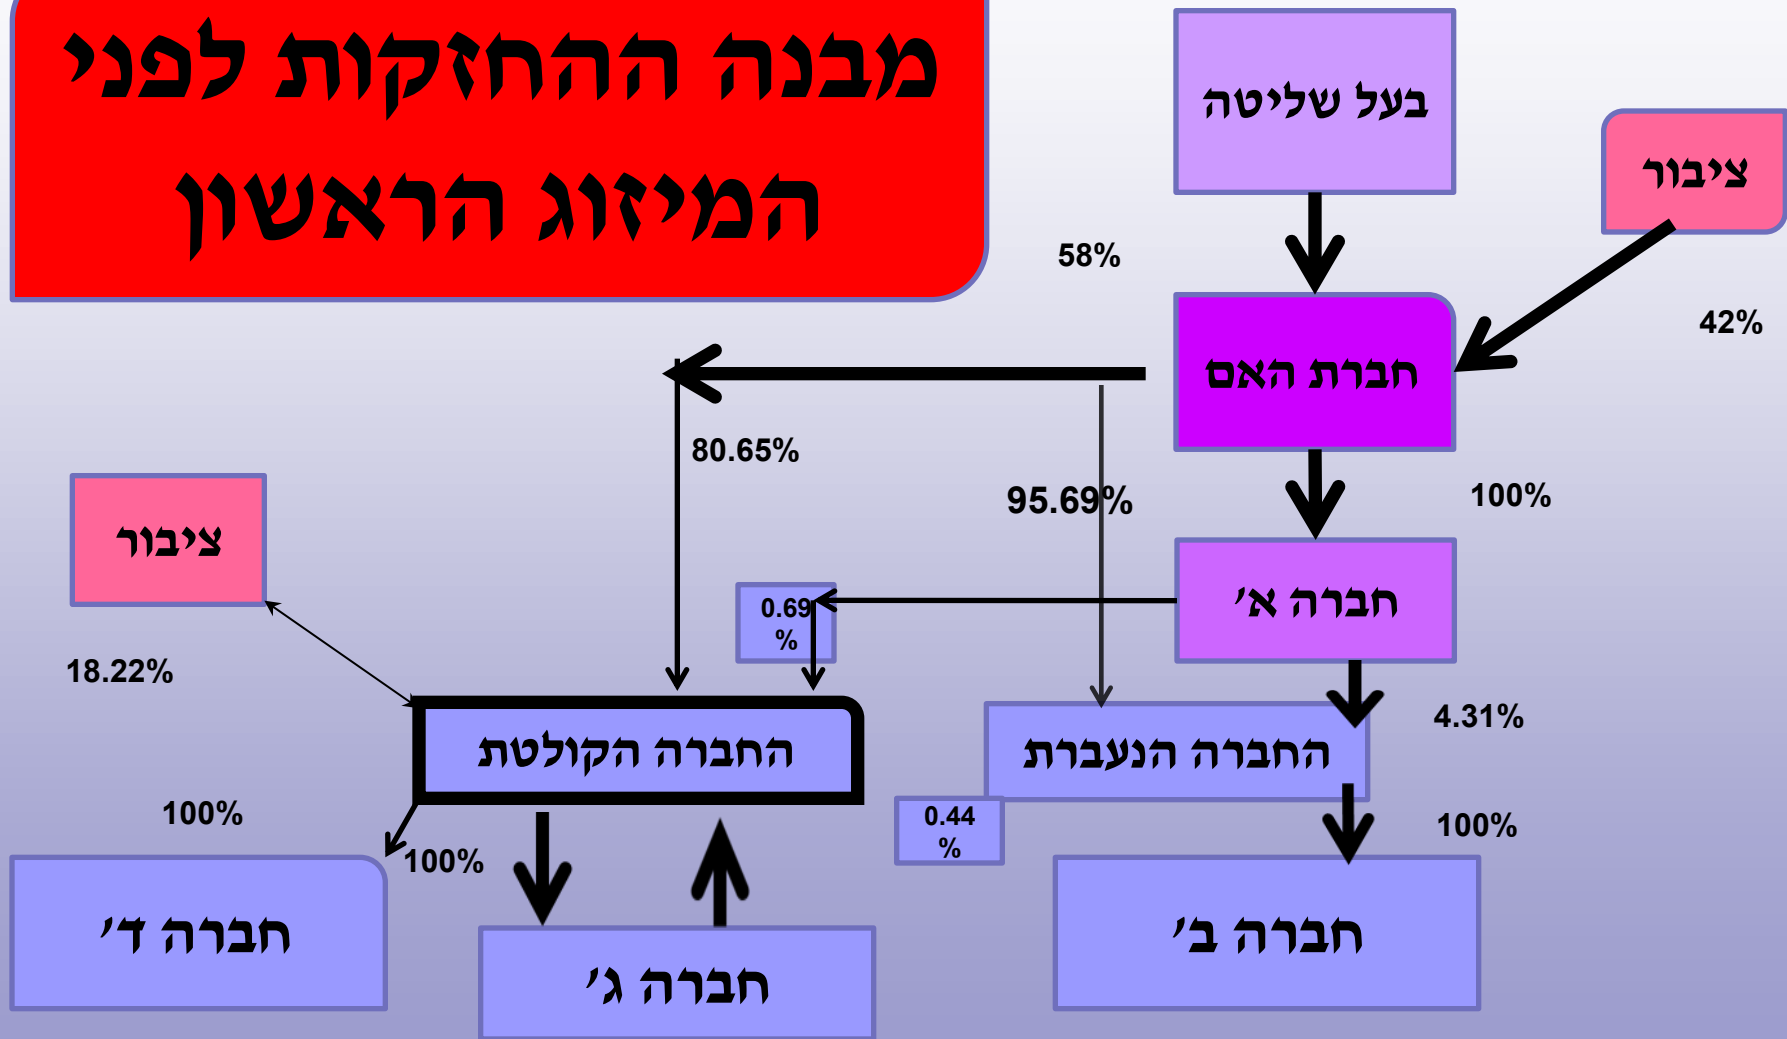 מבנה ההחזקות לפני
המיזוג הראשון
בעל שליטה
ציבור
58%
42%
חברת האם
80.65%
95.69%
100%
ציבור
חברה א׳
0.69
%
18.22%
4.31%
החברה הקולטת
החברה הנעברת
100%
0.44
%
100%
100%
חברה ד׳
חברה ג׳
חברה ב׳